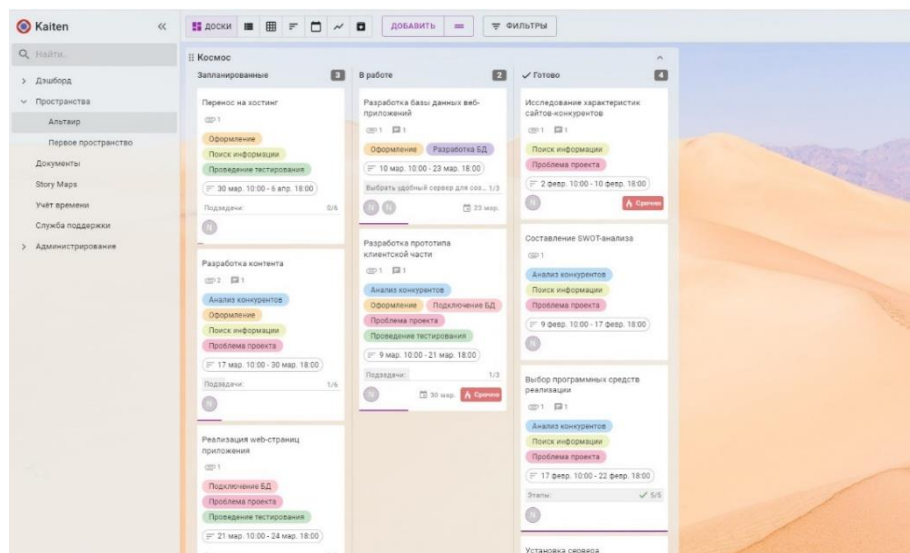 Kaiten
ДОСКИ
ДОБАВИТЬ
ФИЛЬТРЫ
Найти...
Дэшборд
Пространства
Альтаир
Первое пространство
Документы
Story Maps
Учёт времени
Служба поддержки
Администрирование
Космос
Запланированные 3
Перенос на хостинг
1
Оформление
Поиск информации
Проведение тестирования
30 мар. 10:00 - 6 апр. 18:00
Подзадачи: 0/6
N
Разработка контента
2 1
Анализ конкурентов
Оформление
Поиск информации
Проблема проекта
17 мар. 10:00 - 30 мар. 18:00
Подзадачи: 1/6
N
Реализация web-страниц
приложения
1
Подключение БД
Проблема проекта
Проведение тестирования
21 мар. 10:00 - 24 мар. 18:00
В работе 2
Разработка базы данных веб-
приложений
1 1
Оформление Разработка БД
10 мар. 10:00 - 23 мар. 18:00
Выбрать удобный сервер для соз... 1/3
N N 23 мар.
Разработка прототипа
клиентской части
1 1
Анализ конкурентов
Оформление Подключение БД
Проблема проекта
Проведение тестирования
9 мар. 10:00 - 21 мар. 18:00
Подзадачи: 1/3
N 30 мар. Срочно
Готово 4
Исследование характеристик
сайтов-конкурентов
1 1
Поиск информации
Проблема проекта
2 февр. 10:00 - 10 февр. 18:00
N Срочно
Составление SWOT-анализа
1
Анализ конкурентов
Поиск информации
Проблема проекта
9 февр. 10:00 - 17 февр. 18:00
N
Выбор программных средств
реализации
1 1
Анализ конкурентов
Поиск информации
Проблема проекта
17 февр. 10:00 - 22 февр. 18:00
Этапы: 5/5
N
Установка сервера